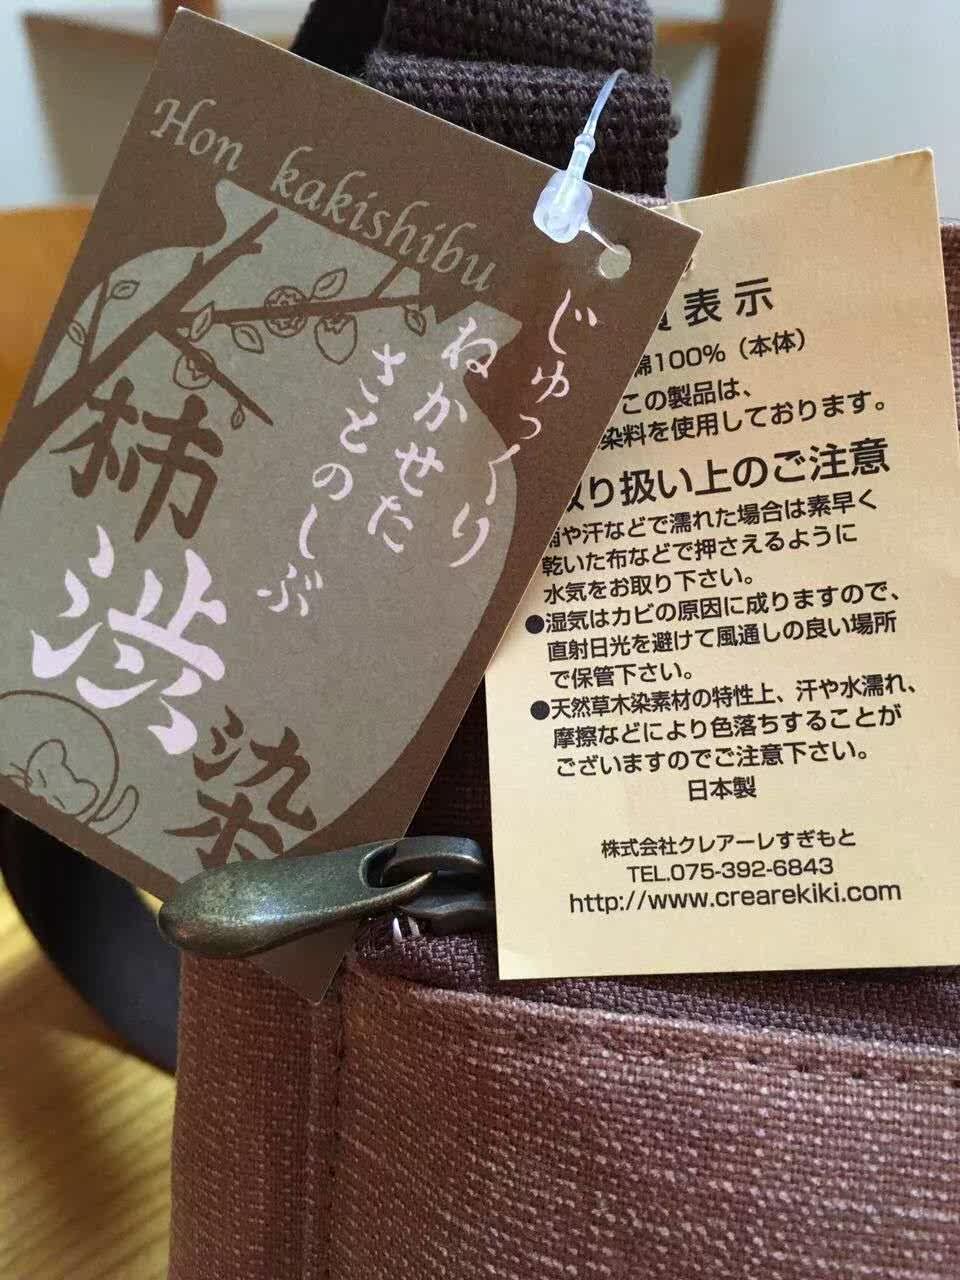 Hon kakishibu
じゅっくり
ねかせた
さとのしぶ
柿
渋
染
表示
綿100%（本体）
この製品は、
染料を使用しております。
取り扱い上のご注意
雨や汗などで濡れた場合は素早く
乾いた布などで押さえるように
水気をお取り下さい。
●湿気はカビの原因に成りますので、
直射日光を避けて風通しの良い場所
で保管下さい。
●天然草木染素材の特性上、汗や水濡れ、
摩擦などにより色落ちすることが
ございますのでご注意下さい。
日本製
株式会社クレアーレすぎもと
TEL.075-392-6843
http://www.crearekiki.com